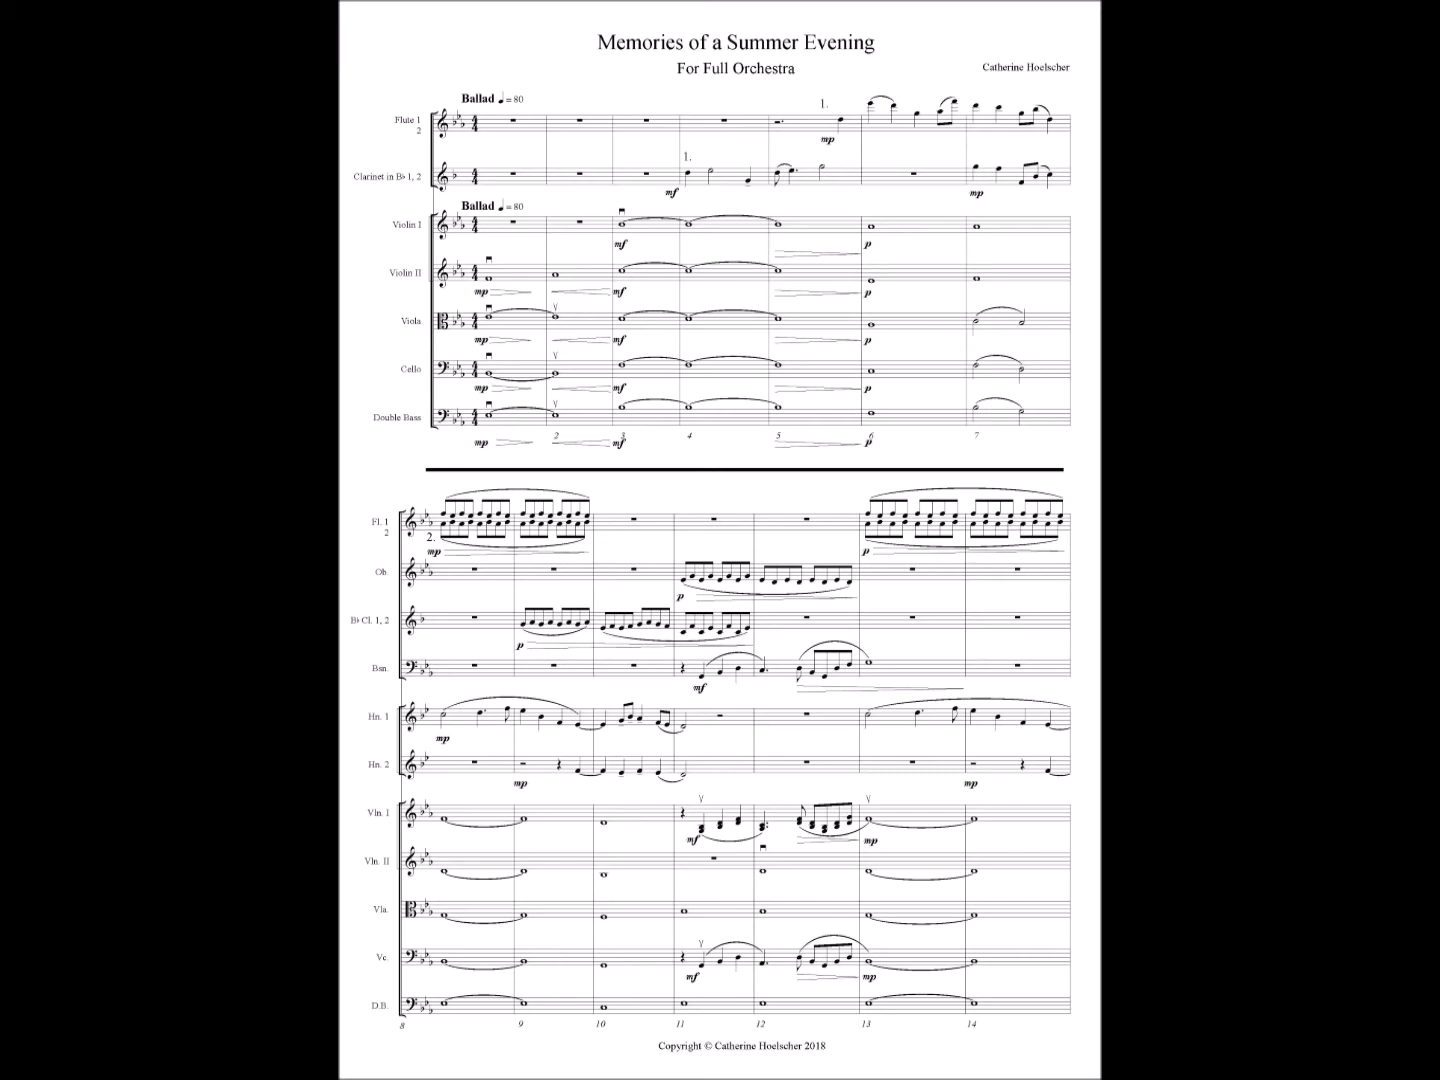 Memories of a Summer Evening
For Full Orchestra
Catherine Hoelscher
Ballad ♩ = 80
1.
Flute 1
2
mp
1.
Clarinet in B♭ 1, 2
mf mp
Ballad ♩ = 80
Violin I
mf p
Violin II
mp mf p
Viola
mp mf p
Cello
mp mf p
Double Bass
2 3 4 5 6 7
mp mf p
Fl. 1
2
2.
mp p
Ob.
p
B♭ Cl. 1, 2
p
Bsn.
mf
Hn. 1
mp
Hn. 2
mp mp
Vln. I
mf mp
Vln. II
Vla.
Vc.
mf mp
D.B.
8 9 10 11 12 13 14
Copyright © Catherine Hoelscher 2018